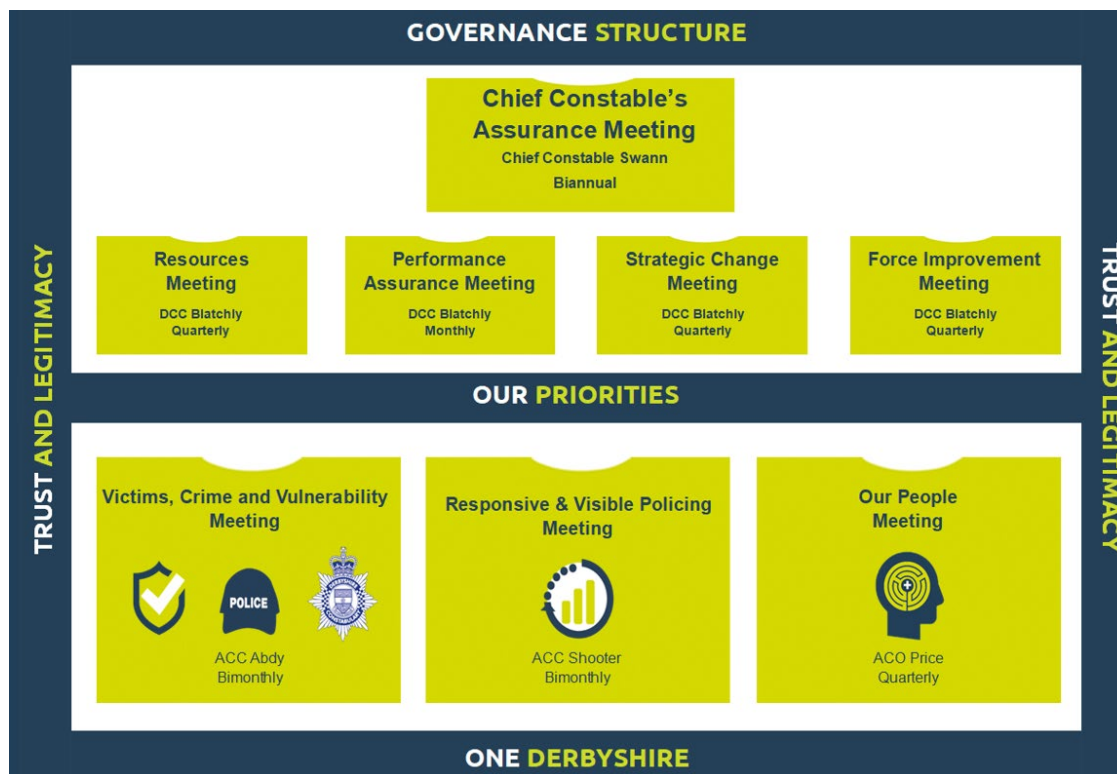 GOVERNANCE STRUCTURE
Chief Constable's
Assurance Meeting
Chief Constable Swann
Biannual
Resources
Meeting
DCC Blatchly
Quarterly
Performance
Assurance Meeting
DCC Blatchly
Monthly
Strategic Change
Meeting
DCC Blatchly
Quarterly
Force Improvement
Meeting
DCC Blatchly
Quarterly
TRUST AND LEGITIMACY
TRUST AND LEGITIMACY
OUR PRIORITIES
Victims, Crime and Vulnerability
Meeting
POLICE
DERBYSHIRE
CONSTABULARY
ACC Abdy
Bimonthly
Responsive & Visible Policing
Meeting
ACC Shooter
Bimonthly
Our People
Meeting
ACO Price
Quarterly
ONE DERBYSHIRE